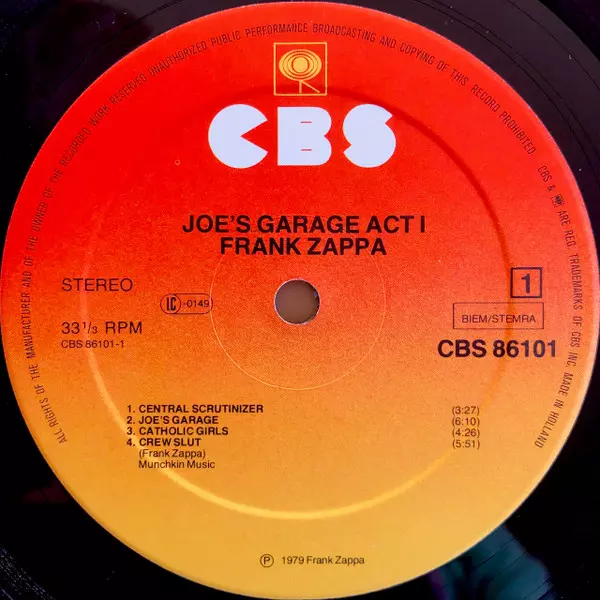 ALL RIGHTS OF THE MANUFACTURER AND OF THE OWNER OF THE RECORDED WORK RESERVED. UNAUTHORIZED PUBLIC PERFORMANCE BROADCASTING AND COPYING OF THIS RECORD PROHIBITED. CBS & ARE REG. TRADEMARKS OF CBS INC. MADE IN HOLLAND
CBS
JOE'S GARAGE ACT I
FRANK ZAPPA
STEREO
LC-0149
1
33 1/3 RPM
BIEM/STEMRA
CBS 86101-1
CBS 86101
1. CENTRAL SCRUTINIZER (3:27)
2. JOE'S GARAGE (6:10)
3. CATHOLIC GIRLS (4:26)
4. CREW SLUT (5:51)
(Frank Zappa)
Munchkin Music
℗ 1979 Frank Zappa